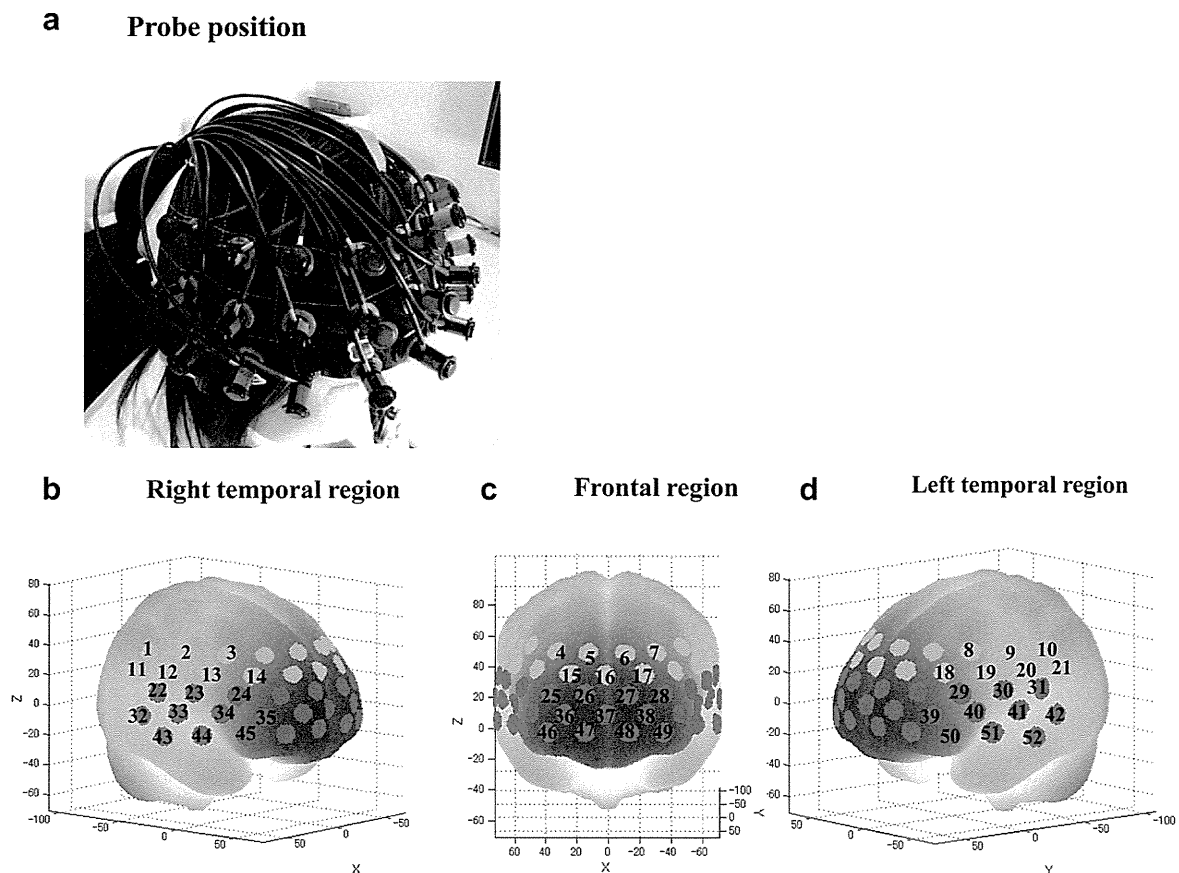 a Probe position
b Right temporal region
c Frontal region
d Left temporal region
80
60
40
20
0
−20
−40
−60
−100
−50
0
50
50
0
−50
X
1 2 3
11 12 13 14
22 23 24
32 33 34 35
43 44 45
80
60
40
20
0
−20
−40
−60
Z
60 40 20 0 −20 −40 −60
X
−100
−50
0
50
Y
4 5 6 7
15 16 17
25 26 27 28
36 37 38
46 47 48 49
80
60
40
20
0
−20
−40
−60
Z
50
0
−50
50
0
−50
−100
Y
8 9 10
18 19 20 21
29 30 31
39 40 41 42
50 51 52
Z